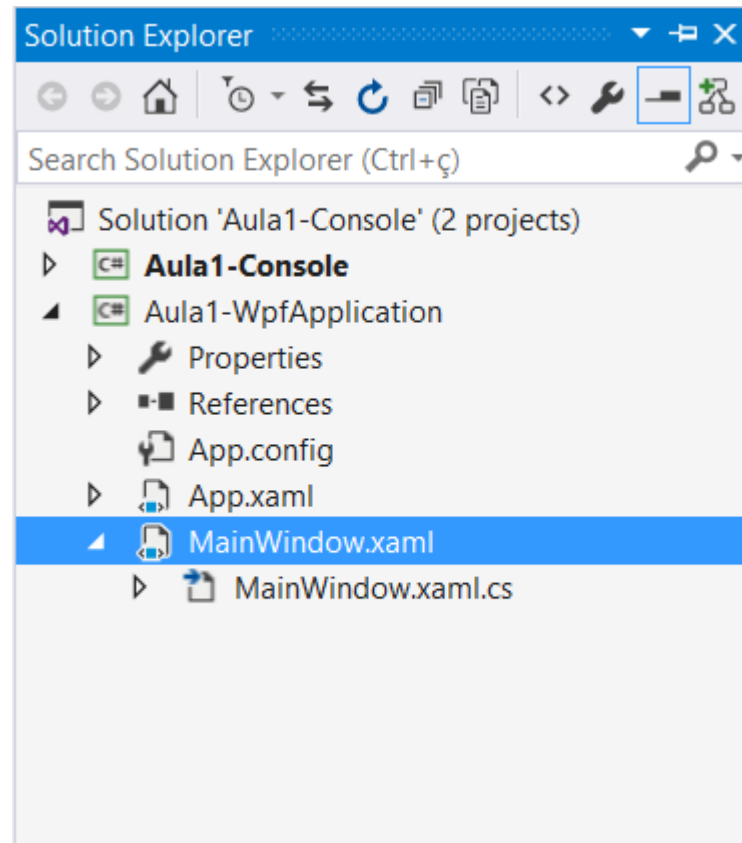 Solution Explorer
Search Solution Explorer (Ctrl+ç)
Solution 'Aula1-Console' (2 projects)
C# Aula1-Console
C# Aula1-WpfApplication
Properties
References
App.config
App.xaml
MainWindow.xaml
MainWindow.xaml.cs